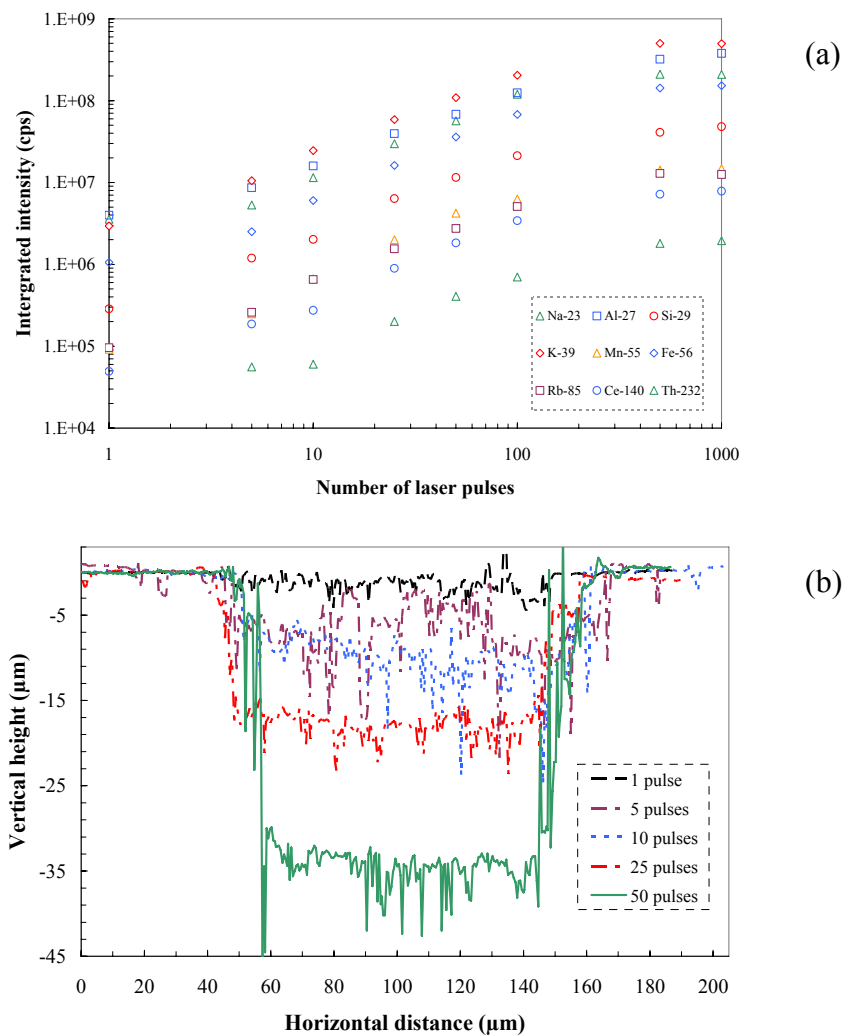 (a)
Intergrated intensity (cps)
1.E+09
1.E+08
1.E+07
1.E+06
1.E+05
1.E+04
Na-23 Al-27 Si-29
K-39 Mn-55 Fe-56
Rb-85 Ce-140 Th-232
1 10 100 1000
Number of laser pulses
(b)
Vertical height (µm)
-5
-15
-25
-35
-45
1 pulse
5 pulses
10 pulses
25 pulses
50 pulses
0 20 40 60 80 100 120 140 160 180 200
Horizontal distance (µm)